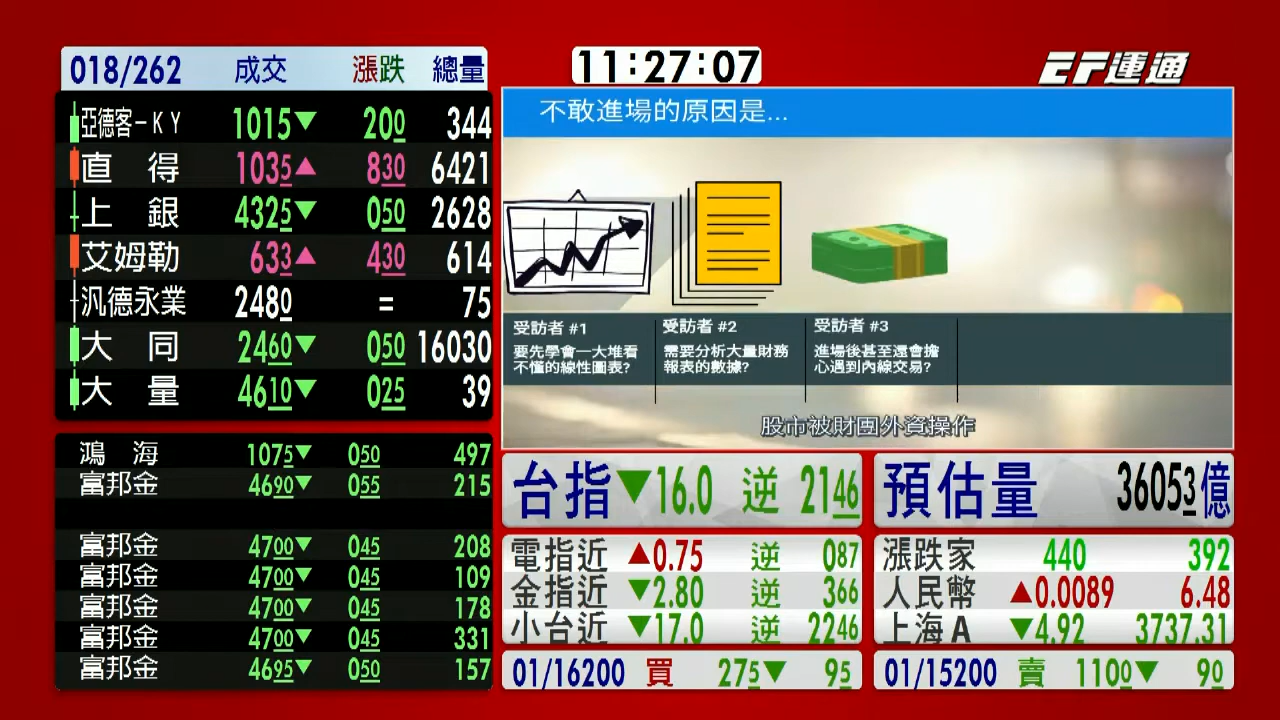 018/262 成交 漲跌 總量
亞德客-KY 1015▼ 200 344
直得 1035▲ 830 6421
上銀 4325▼ 050 2628
艾姆勒 633▲ 430 614
汎德永業 2480 = 75
大同 2460▼ 050 16030
大量 4610▼ 025 39
鴻海 1075▼ 050 497
富邦金 4690▼ 055 215
富邦金 4700▼ 045 208
富邦金 4700▼ 045 109
富邦金 4700▼ 045 178
富邦金 4700▼ 045 331
富邦金 4695▼ 050 157
11:27:07
EF運通
不敢進場的原因是...
受訪者 #1
要先學會一大堆看
不懂的線性圖表?
受訪者 #2
需要分析大量財務
報表的數據?
受訪者 #3
進場後甚至還會擔
心遇到內線交易?
股市被財團外資操作
台指▼16.0 逆 2146
預估量 36053億
電指近 ▲0.75 逆 087
金指近 ▼2.80 逆 366
小台近 ▼17.0 逆 2246
漲跌家 440 392
人民幣 ▲0.0089 6.48
上海A ▼4.92 3737.31
01/16200 買 275▼ 95
01/15200 賣 1100▼ 90